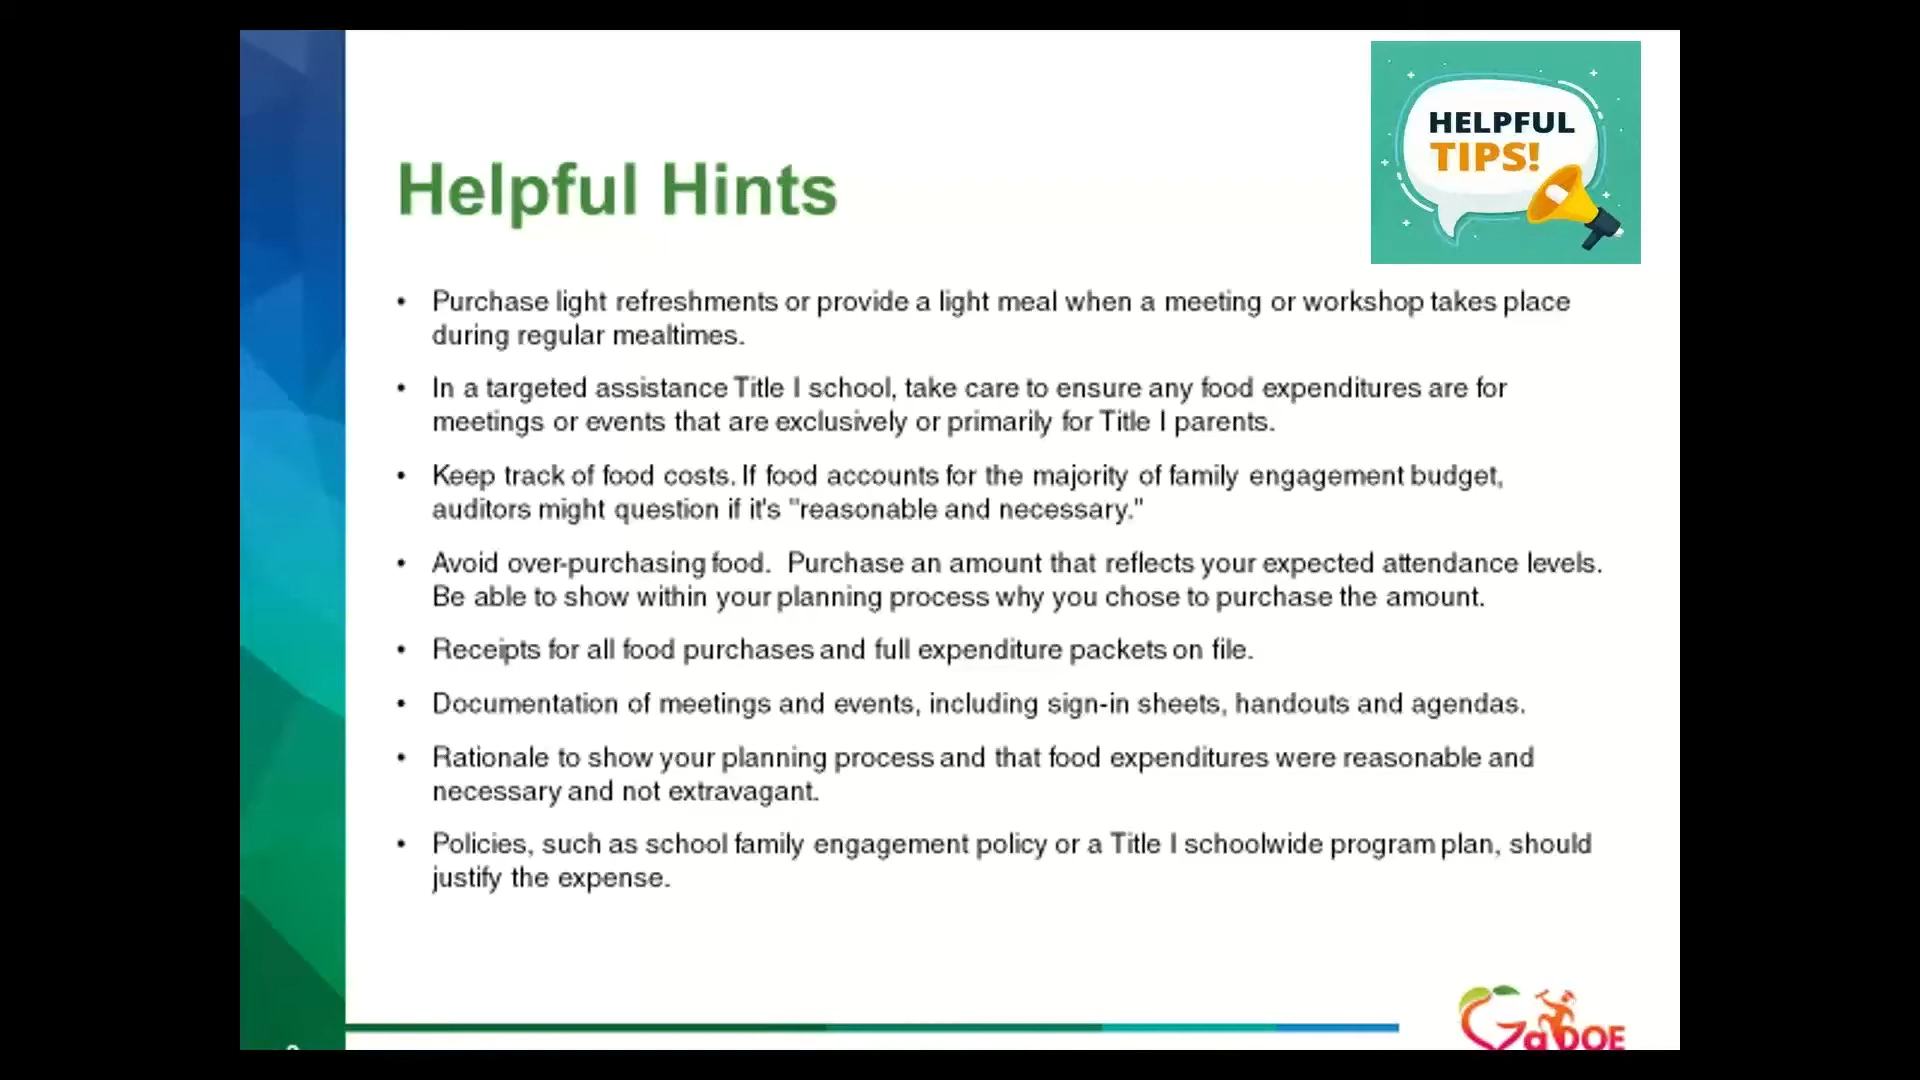 HELPFUL
TIPS!
Helpful Hints
• Purchase light refreshments or provide a light meal when a meeting or workshop takes place
during regular mealtimes.
• In a targeted assistance Title I school, take care to ensure any food expenditures are for
meetings or events that are exclusively or primarily for Title I parents.
• Keep track of food costs. If food accounts for the majority of family engagement budget,
auditors might question if it's "reasonable and necessary."
• Avoid over-purchasing food.  Purchase an amount that reflects your expected attendance levels.
Be able to show within your planning process why you chose to purchase the amount.
• Receipts for all food purchases and full expenditure packets on file.
• Documentation of meetings and events, including sign-in sheets, handouts and agendas.
• Rationale to show your planning process and that food expenditures were reasonable and
necessary and not extravagant.
• Policies, such as school family engagement policy or a Title I schoolwide program plan, should
justify the expense.
GaDOE